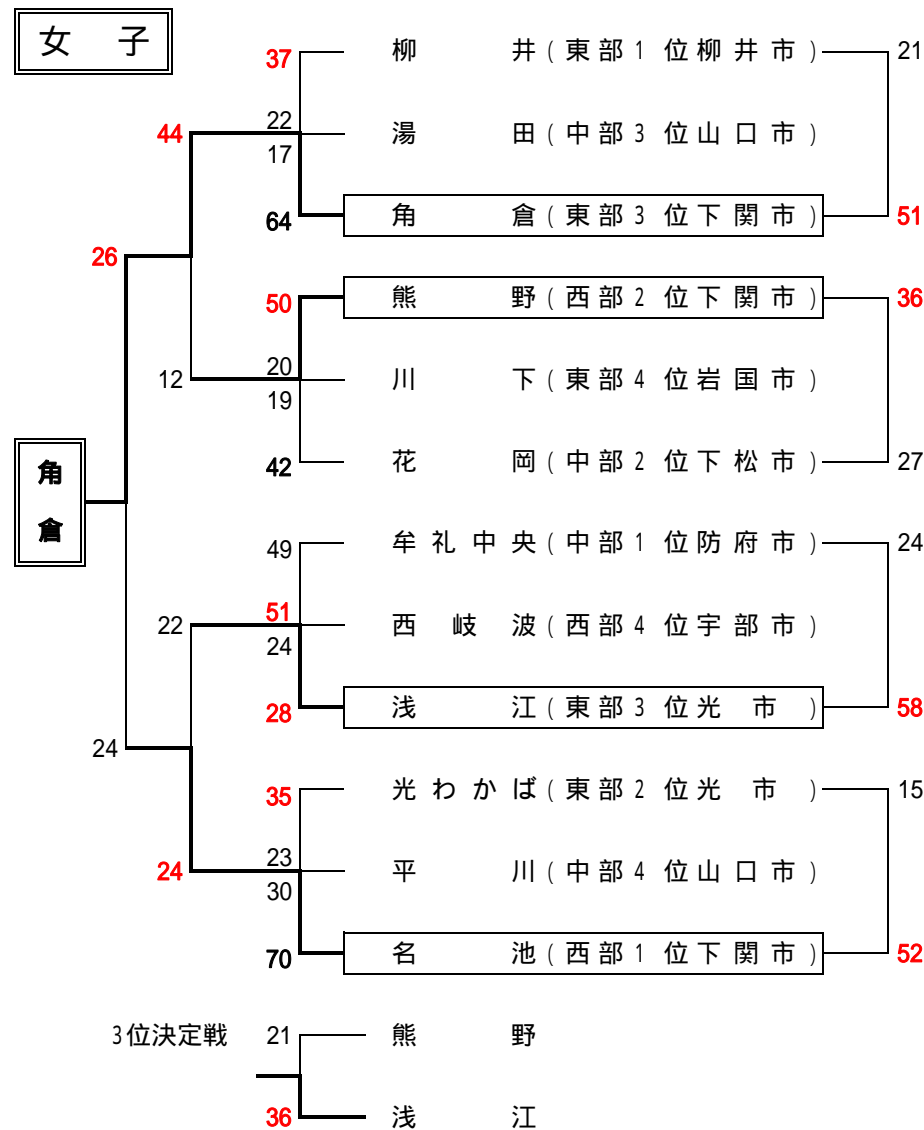 女 子
37 柳 井(東部1位柳井市) 21
44
22
湯 田(中部3位山口市)
17
64 角 倉(東部3位下関市) 51
26
50 熊 野(西部2位下関市) 36
12
20
川 下(東部4位岩国市)
19
42 花 岡(中部2位下松市) 27
角倉
49 牟礼中央(中部1位防府市) 24
22
51
西岐波(西部4位宇部市)
24
28 浅 江(東部3位光 市) 58
24
35 光わかば(東部2位光 市) 15
24
23
平 川(中部4位山口市)
30
70 名 池(西部1位下関市) 52
3位決定戦 21 熊 野
36 浅 江